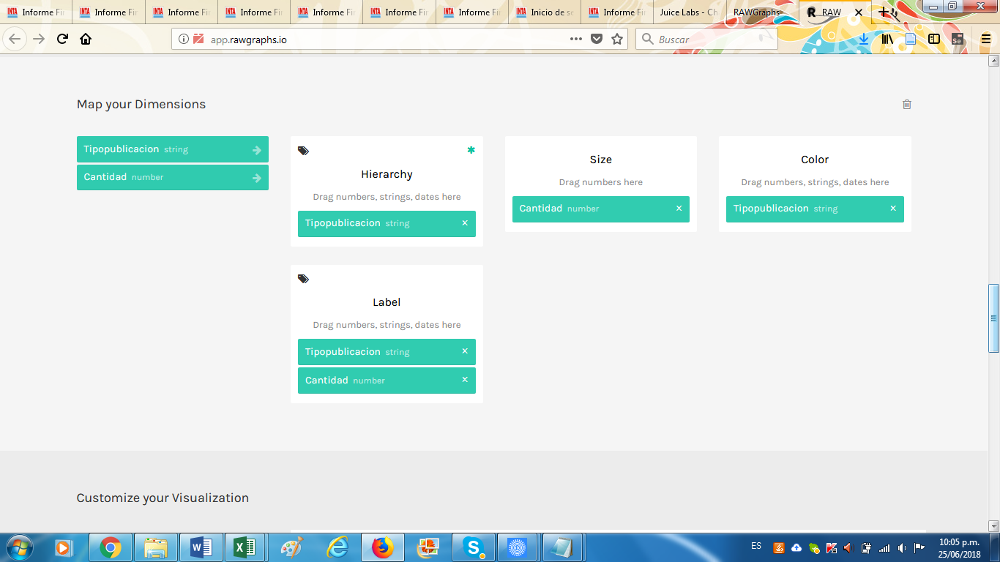 INTA Informe Fi
INTA Informe Fi
INTA Informe Fi
INTA Informe Fi
INTA Informe Fi
INTA Informe Fi
INTA Informe Fi
INTA Inicio de se
INTA Informe Fi
Juice Labs - Ch
RAWGraphs
R RAW
app.rawgraphs.io
Buscar
Se
Map your Dimensions
Tipopublicacion string
Cantidad number
Hierarchy
Drag numbers, strings, dates here
Tipopublicacion string
Size
Drag numbers here
Cantidad number
Color
Drag numbers, strings, dates here
Tipopublicacion string
Label
Drag numbers, strings, dates here
Tipopublicacion string
Cantidad number
Customize your Visualization
ES
10:05 p.m.
25/06/2018